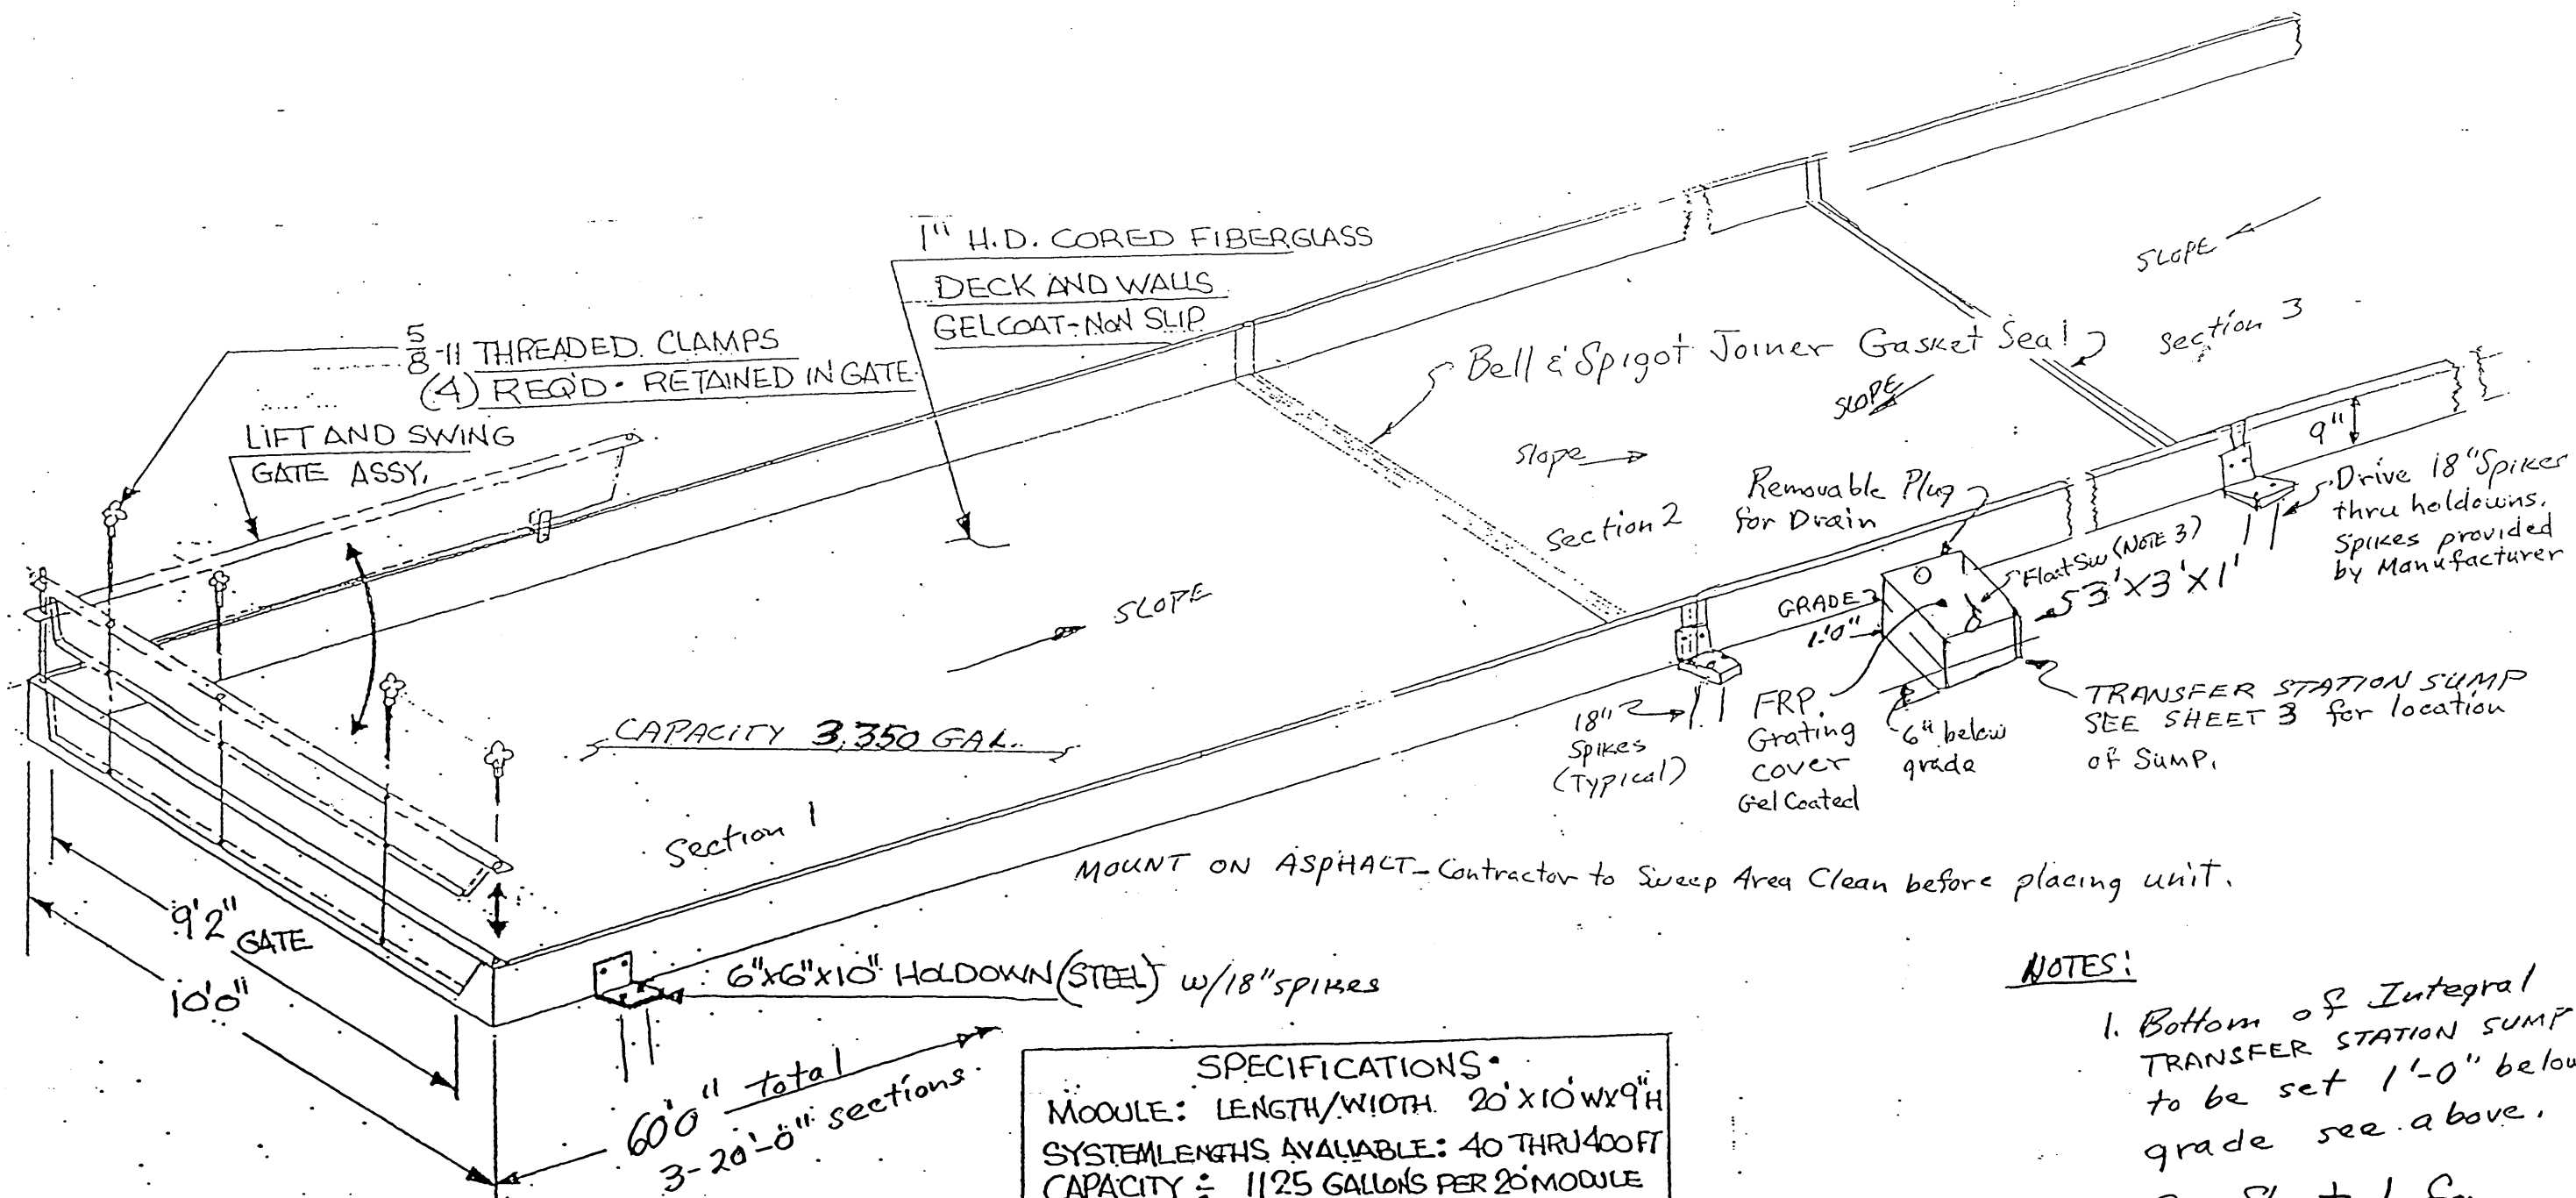 1" H.D. CORED FIBERGLASS
DECK AND WALLS
GELCOAT-NON SLIP
5/8-11 THREADED. CLAMPS
(4) REQ'D. RETAINED IN GATE.
LIFT AND SWING
GATE ASSY.
SLOPE
section 3
Bell & Spigot Joiner Gasket Seal
SLOPE
slope
Section 2
Removable Plug
for Drain
9"
Drive 18" Spikes
thru holdowns.
Spikes provided
by Manufacturer
Float Sw (NOTE 3)
3'X3'X1'
GRADE
1'0"
SLOPE
TRANSFER STATION SUMP
SEE SHEET 3 for location
of Sump.
18"
Spikes
(Typical)
FRP.
Grating
cover
Gel Coated
6" below
grade
CAPACITY 3,350 GAL.
Section 1
MOUNT ON ASPHALT-Contractor to Sweep Area Clean before placing unit.
9'2" GATE
10'0"
6"X6"X10" HOLDOWN (STEEL) w/18" spikes
60'0" total
3-20'-0" sections.
SPECIFICATIONS.
MODULE: LENGTH/WIDTH. 20'X10'WX9"H
SYSTEMLENGTHS AVALIABLE: 40 THRU 400 FT
CAPACITY: 1125 GALLONS PER 20' MODULE
NOTES:
1. Bottom of Integral
TRANSFER STATION SUMP
to be set 1'-0" below
grade see above.